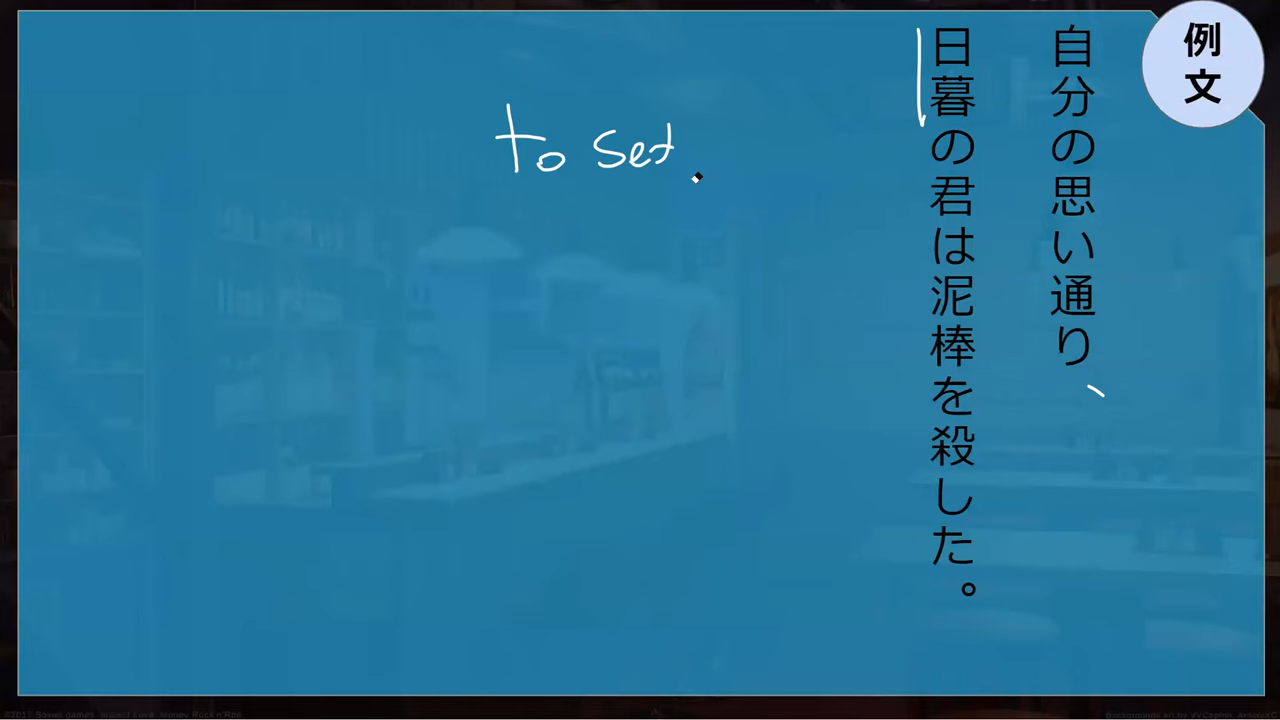 例文
自分の思い通り、
日暮の君は泥棒を殺した。
to set